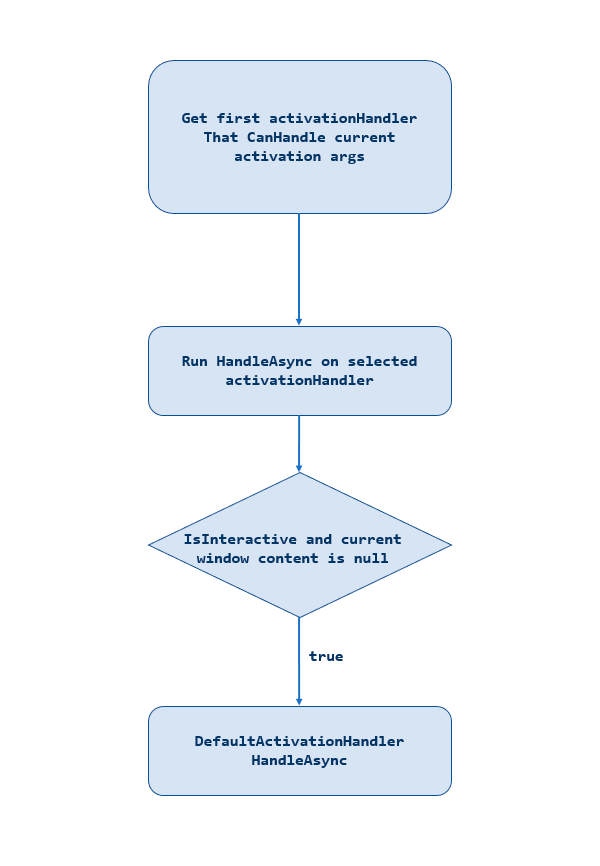 Get first activationHandler
That CanHandle current
activation args
Run HandleAsync on selected
activationHandler
IsInteractive and current
window content is null
true
DefaultActivationHandler
HandleAsync